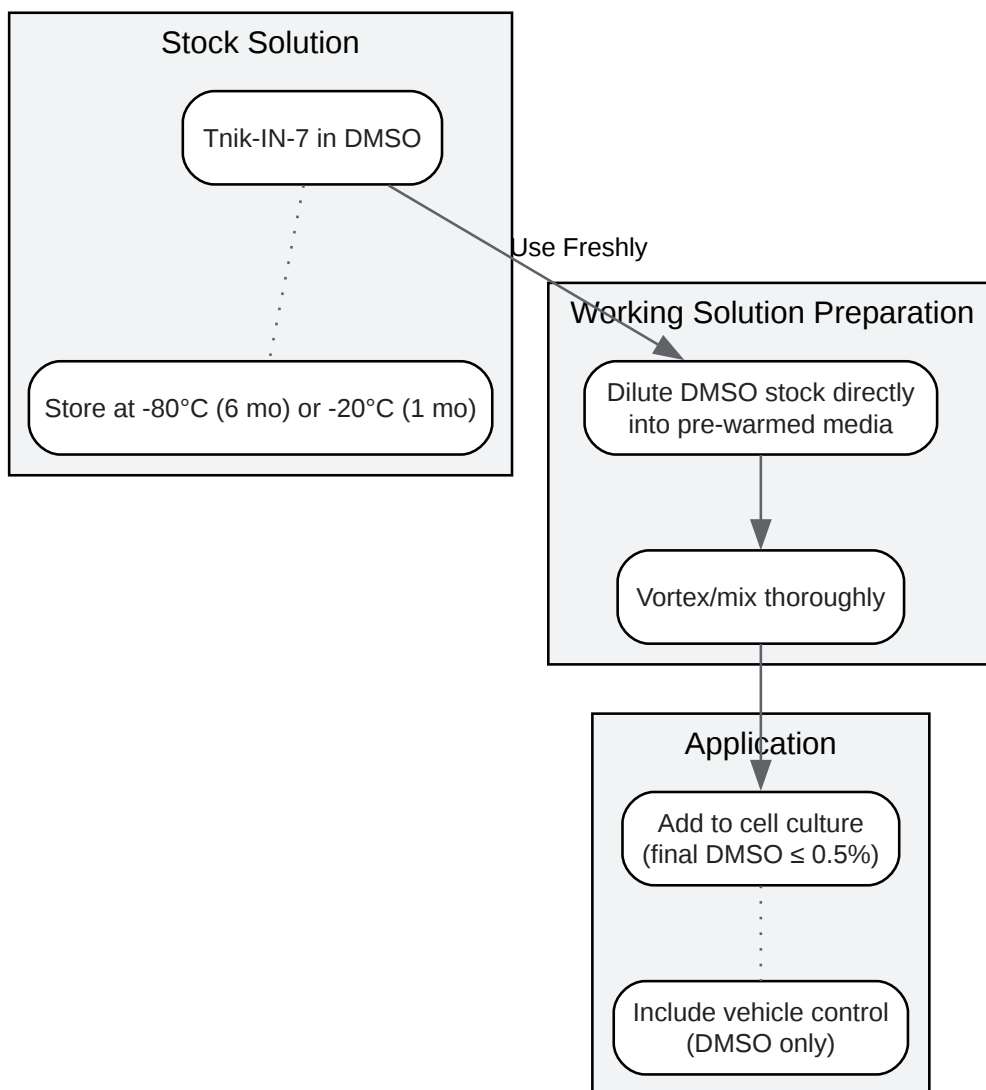 Stock Solution
Tnik-IN-7 in DMSO
Use Freshly
Store at -80°C (6 mo) or -20°C (1 mo)
Working Solution Preparation
Dilute DMSO stock directly
into pre-warmed media
Vortex/mix thoroughly
Application
Add to cell culture
(final DMSO ≤ 0.5%)
Include vehicle control
(DMSO only)